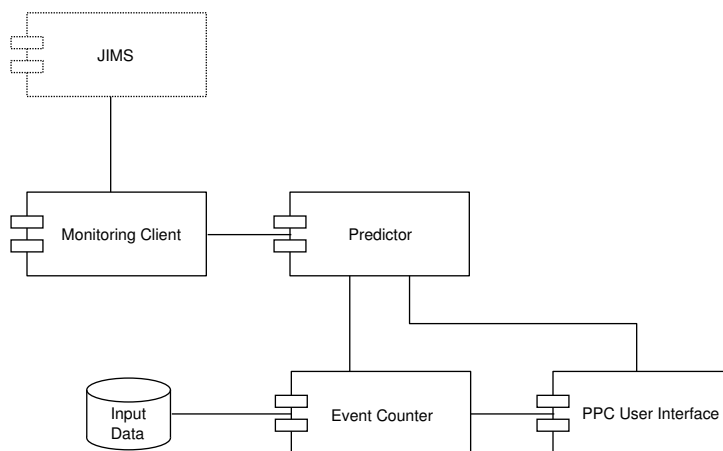 JIMS
Monitoring Client
Predictor
Input
Data
Event Counter
PPC User Interface